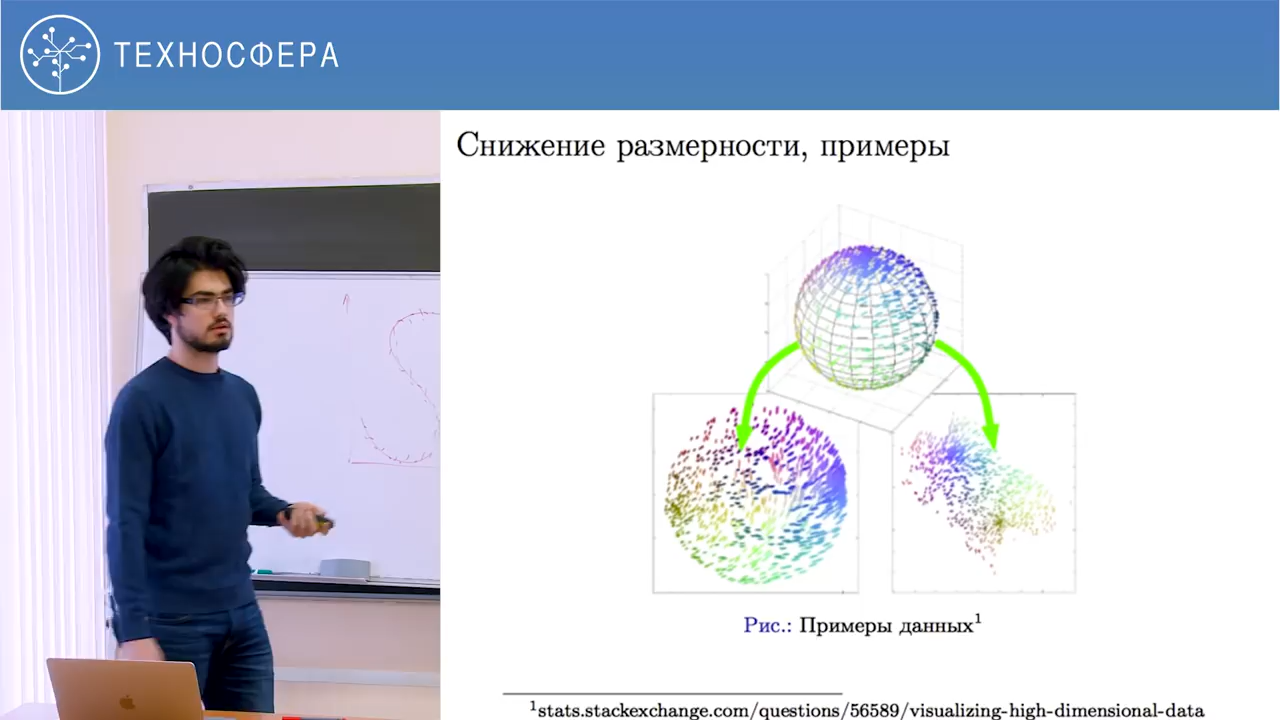 ТЕХНОСФЕРА
Снижение размерности, примеры
Рис.: Примеры данных¹
¹stats.stackexchange.com/questions/56589/visualizing-high-dimensional-data